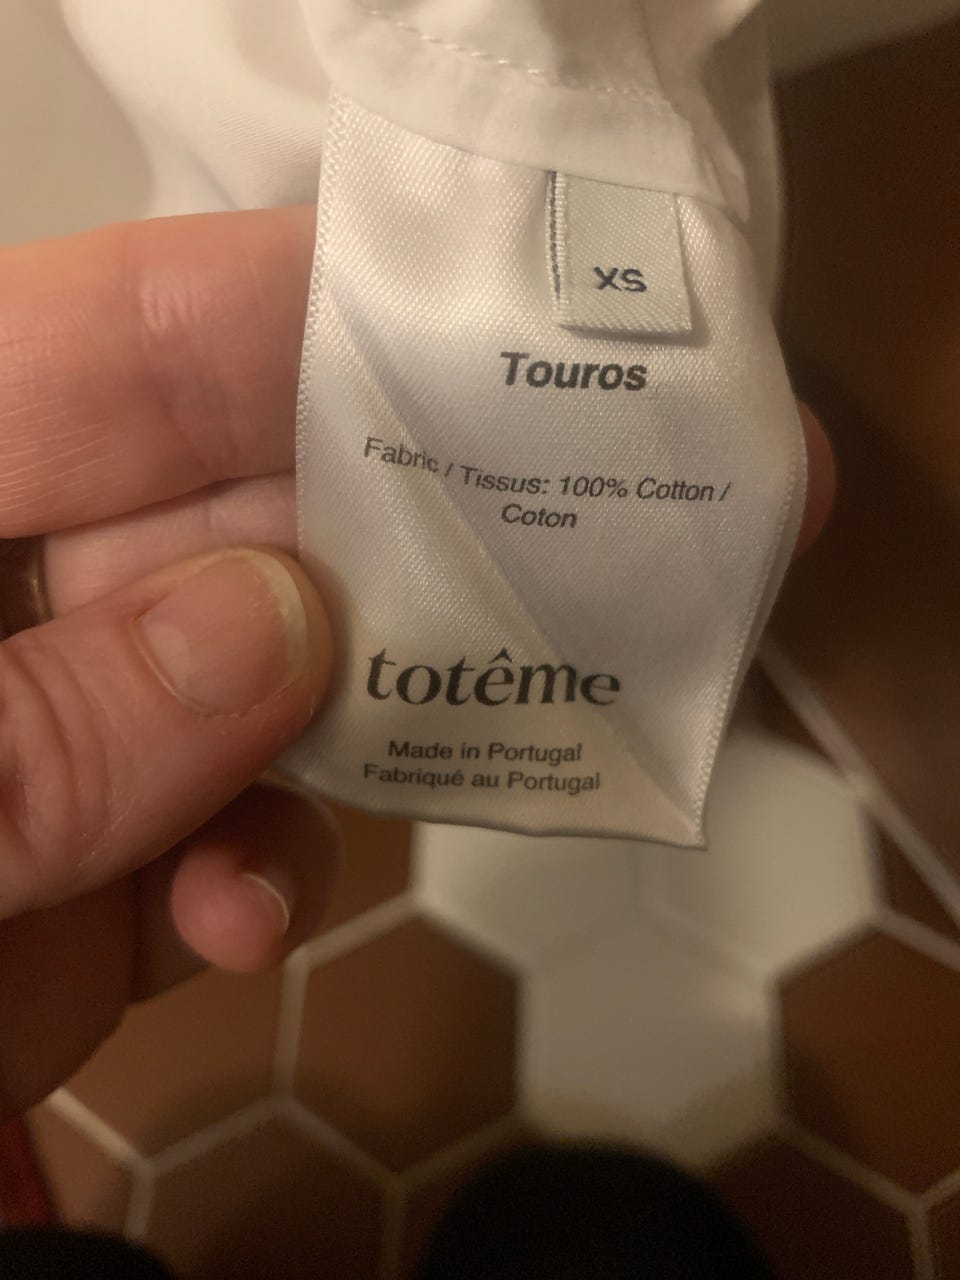 XS
Touros
Fabric / Tissus: 100% Cotton /
Coton
totême
Made in Portugal
Fabriqué au Portugal